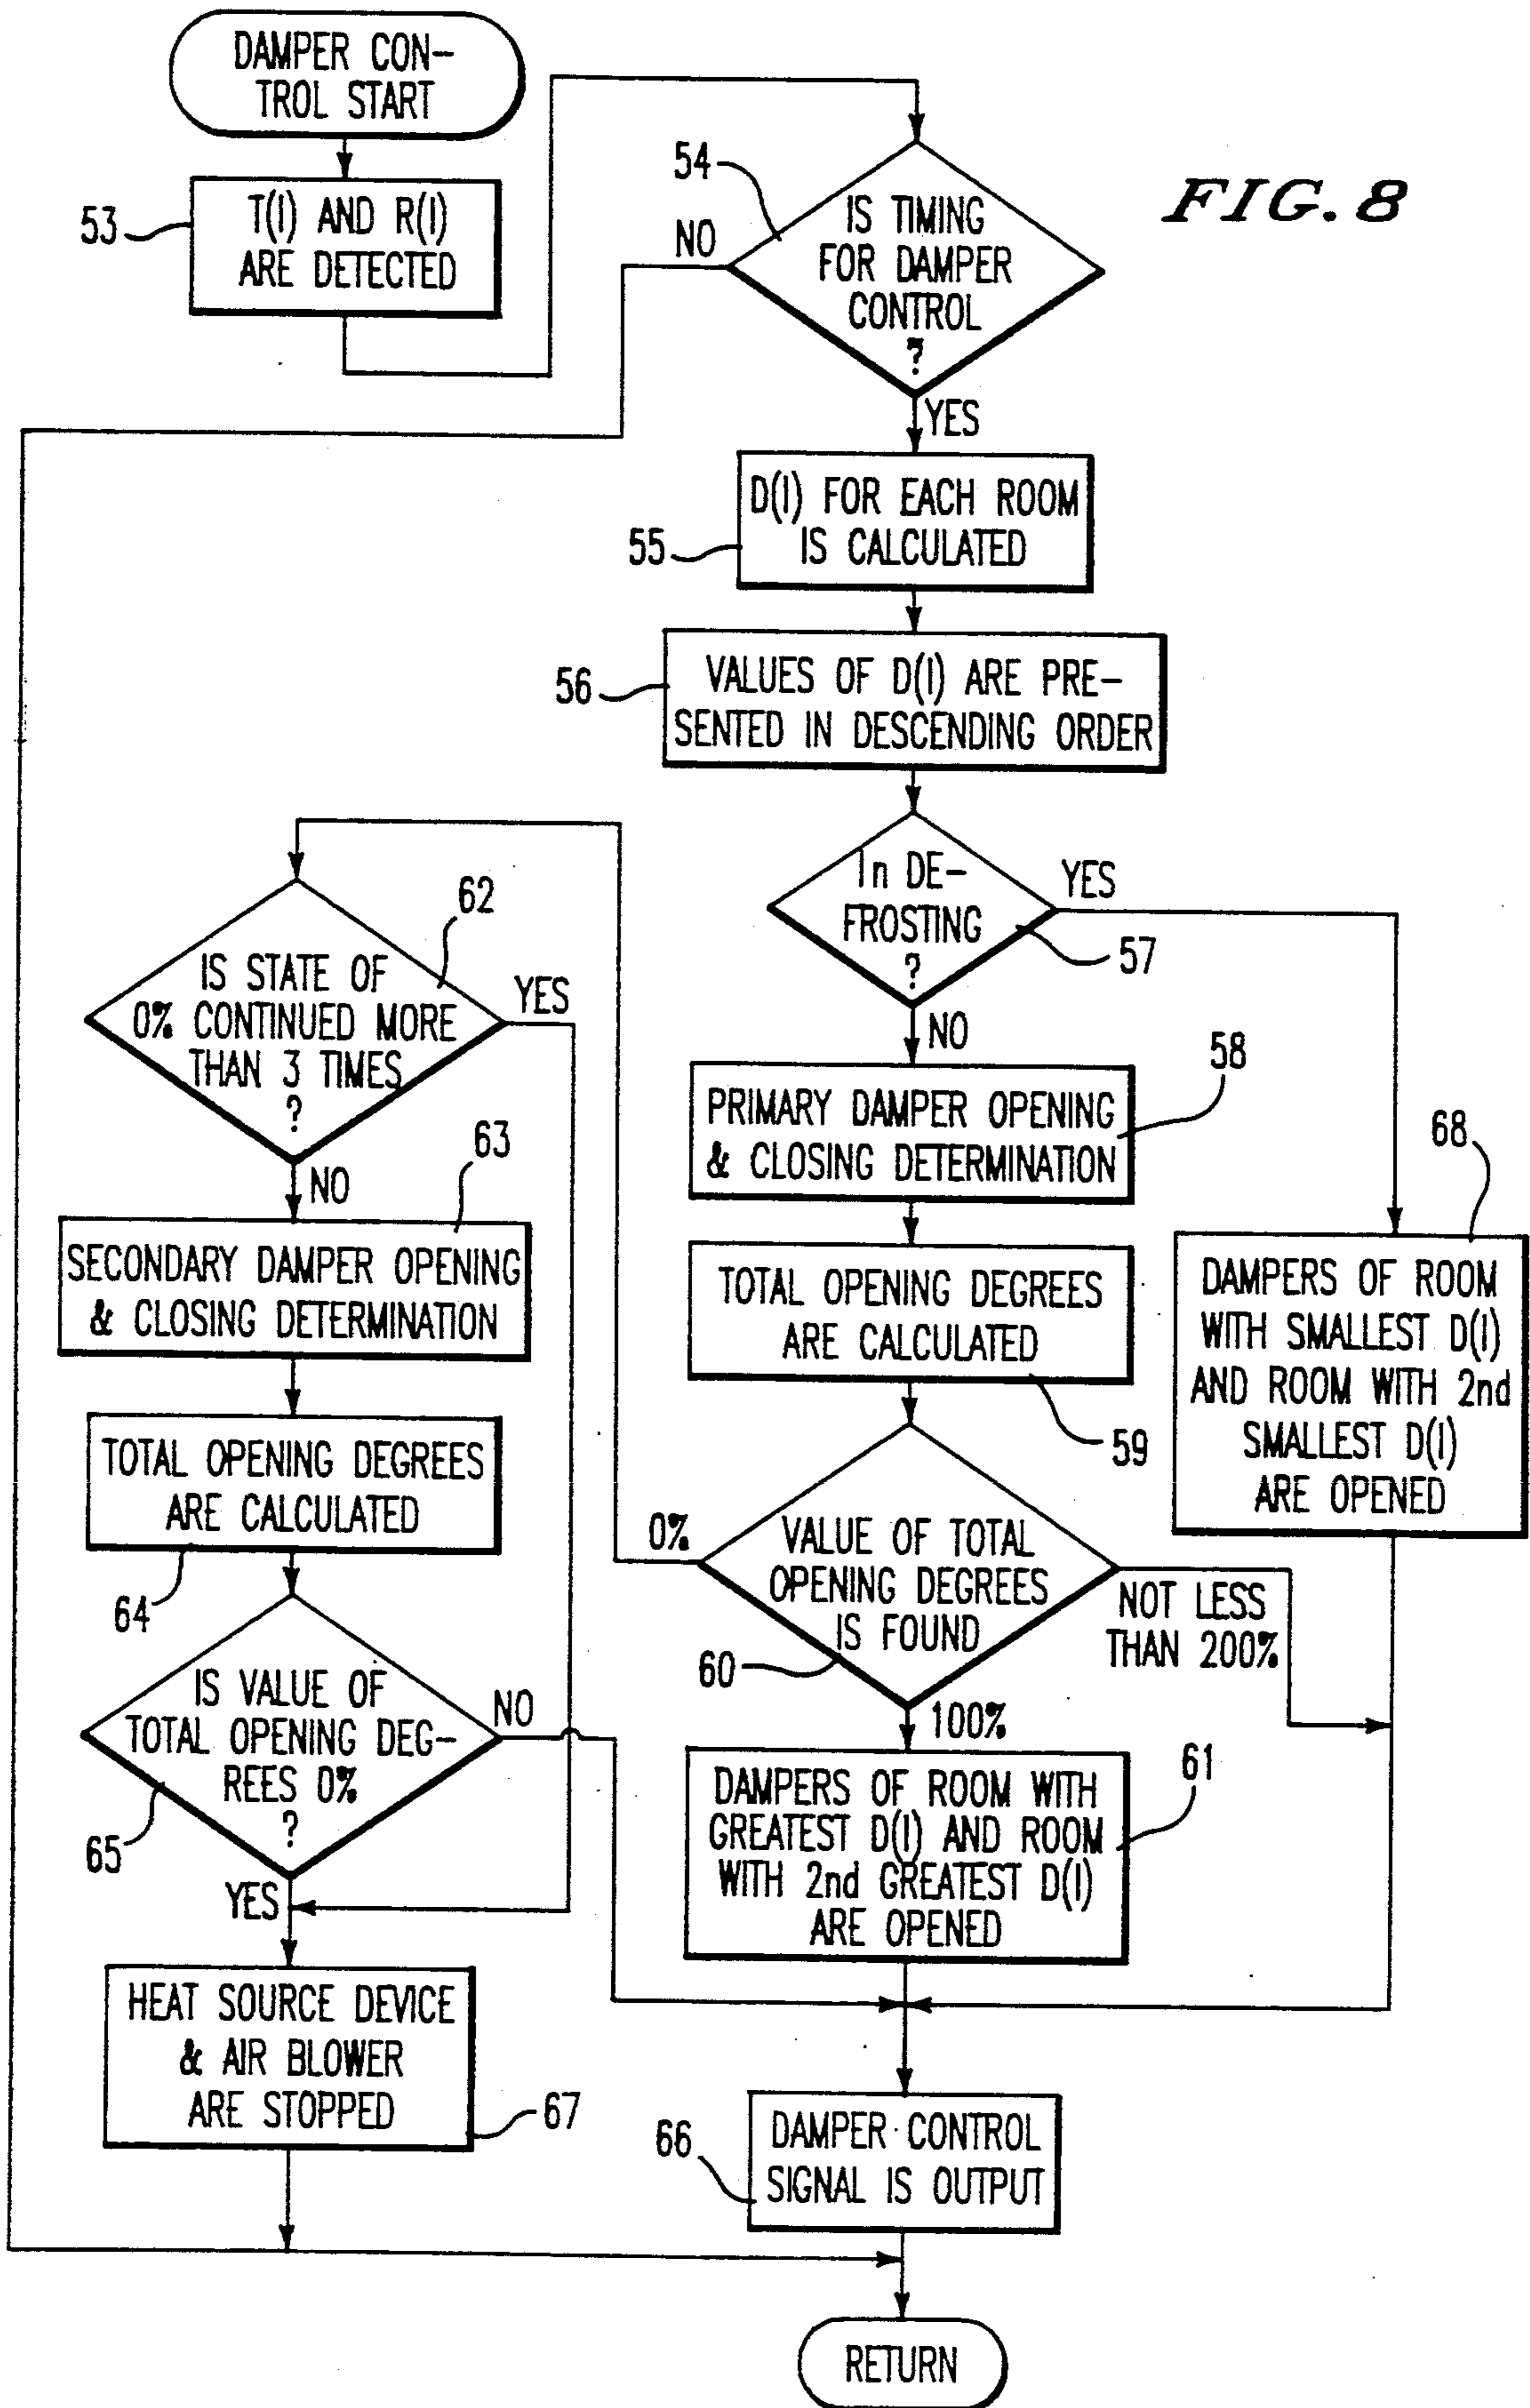 DAMPER CON-
TROL START
53
T(I) AND R(I)
ARE DETECTED
FIG. 8
54
IS TIMING
FOR DAMPER
CONTROL
?
NO
YES
55
D(I) FOR EACH ROOM
IS CALCULATED
56
VALUES OF D(I) ARE PRE-
SENTED IN DESCENDING ORDER
In DE-
FROSTING
?
57
YES
NO
58
PRIMARY DAMPER OPENING
& CLOSING DETERMINATION
TOTAL OPENING DEGREES
ARE CALCULATED
59
VALUE OF TOTAL
OPENING DEGREES
IS FOUND
60
0%
NOT LESS
THAN 200%
100%
61
DAMPERS OF ROOM WITH
GREATEST D(I) AND ROOM
WITH 2nd GREATEST D(I)
ARE OPENED
62
IS STATE OF
0% CONTINUED MORE
THAN 3 TIMES
?
YES
NO
63
SECONDARY DAMPER OPENING
& CLOSING DETERMINATION
TOTAL OPENING DEGREES
ARE CALCULATED
64
IS VALUE OF
TOTAL OPENING DEG-
REES 0%
?
65
NO
YES
HEAT SOURCE DEVICE
& AIR BLOWER
ARE STOPPED
67
68
DAMPERS OF ROOM
WITH SMALLEST D(I)
AND ROOM WITH 2nd
SMALLEST D(I)
ARE OPENED
66
DAMPER CONTROL
SIGNAL IS OUTPUT
RETURN